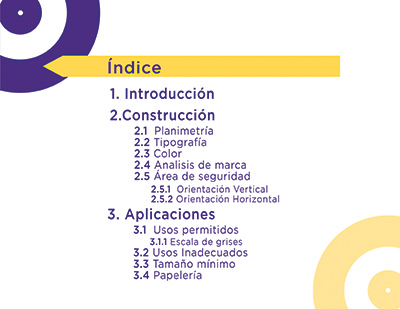 Índice
1. Introducción
2.Construcción
2.1 Planimetría
2.2 Tipografía
2.3 Color
2.4 Analisis de marca
2.5 Área de seguridad
2.5.1 Orientación Vertical
2.5.2 Orientación Horizontal
3. Aplicaciones
3.1 Usos permitidos
3.1.1 Escala de grises
3.2 Usos Inadecuados
3.3 Tamaño mínimo
3.4 Papelería